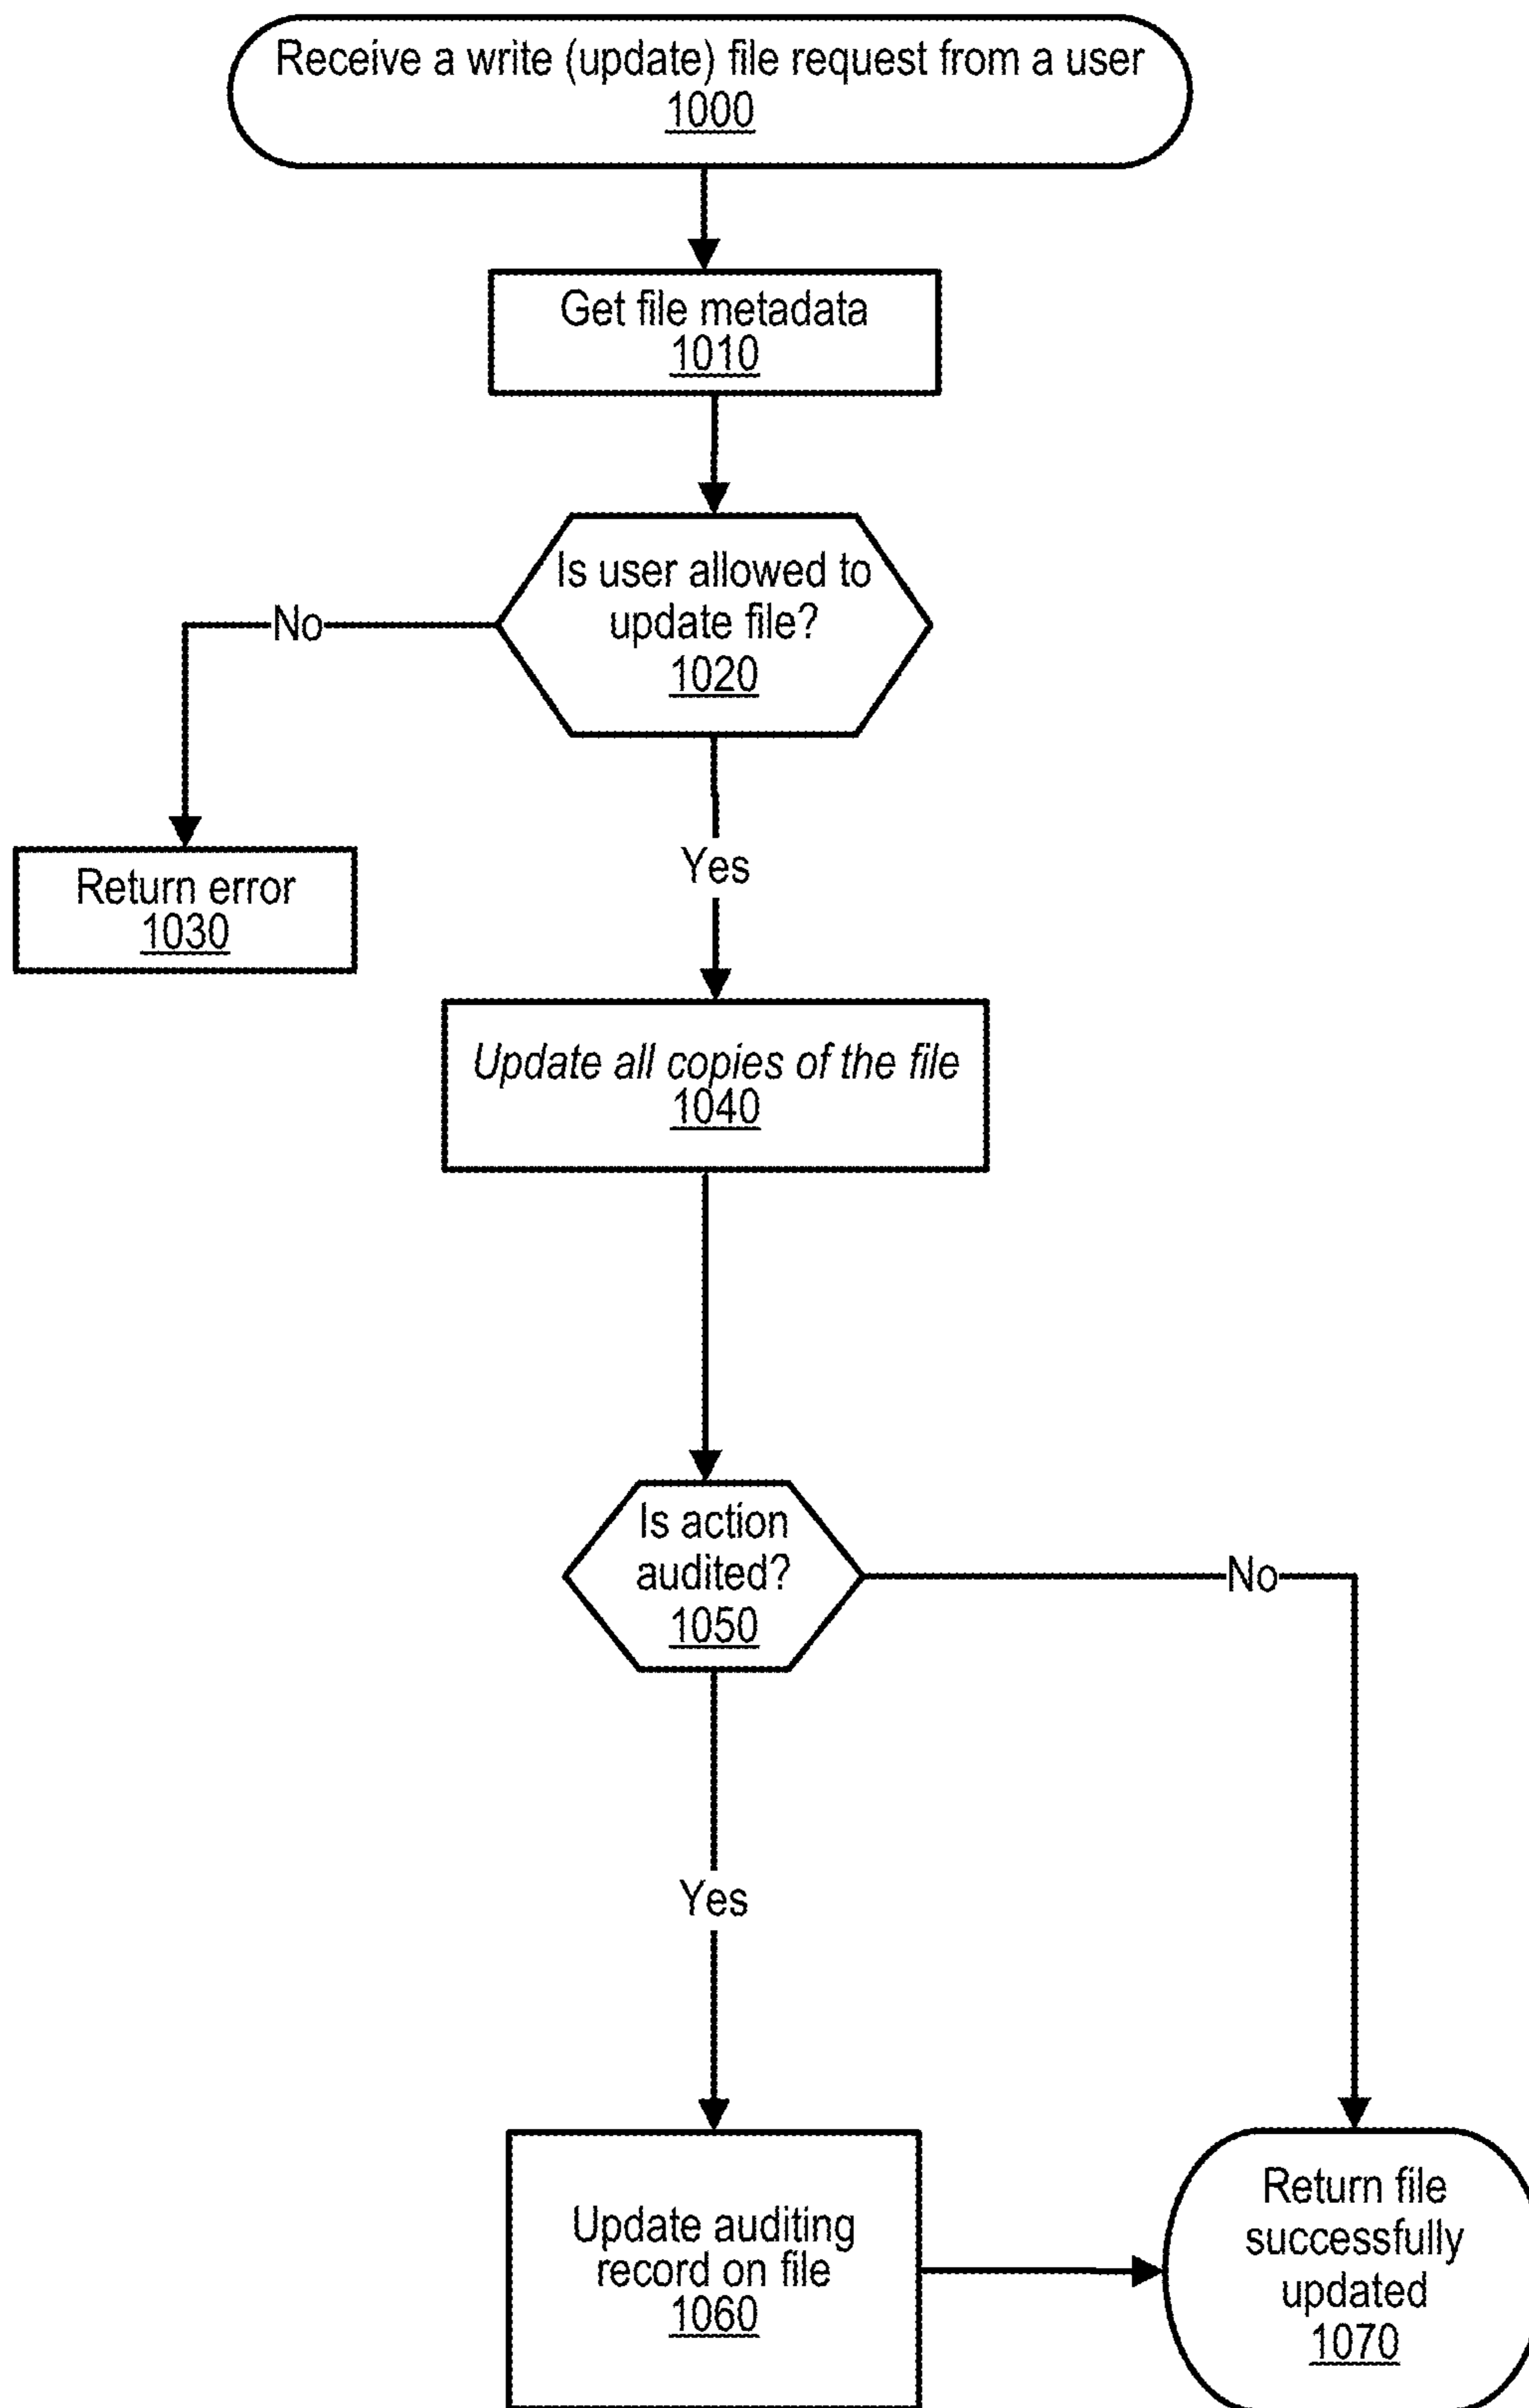 Receive a write (update) file request from a user
1000
Get file metadata
1010
Is user allowed to
update file?
1020
No
Yes
Return error
1030
Update all copies of the file
1040
Is action
audited?
1050
No
Yes
Update auditing
record on file
1060
Return file
successfully
updated
1070